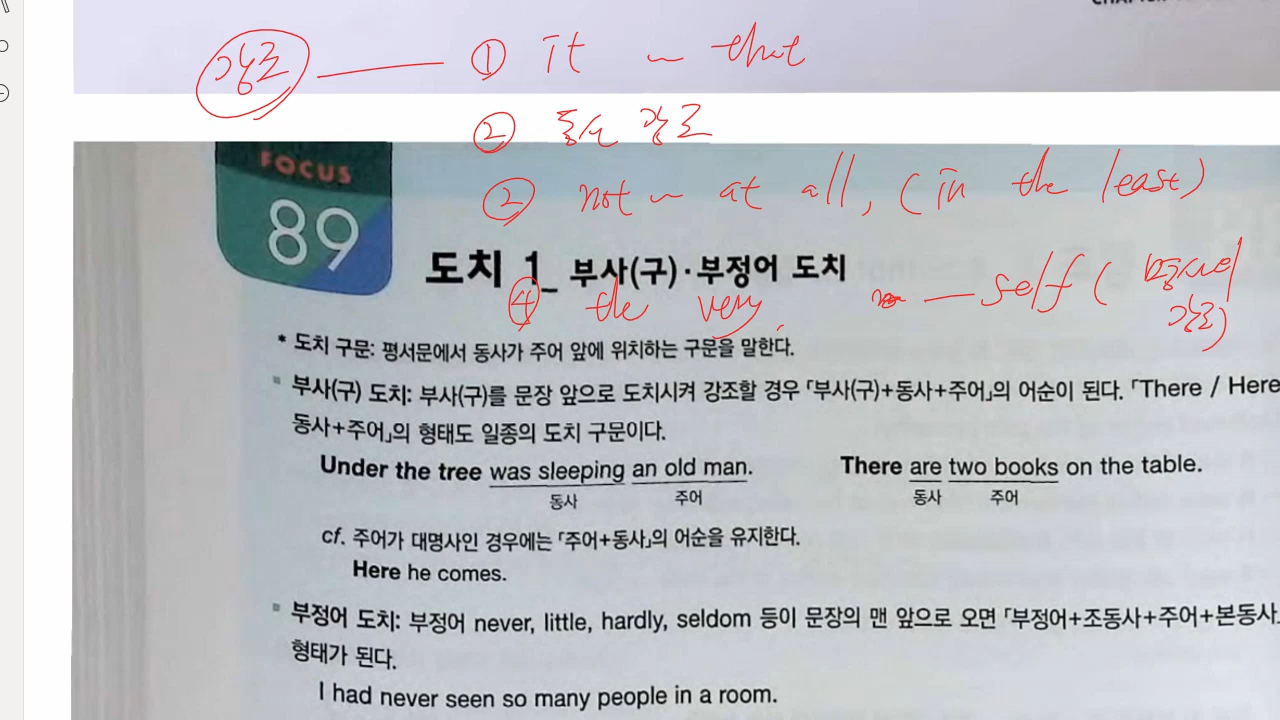 강조 ① it ~ that
② 동사 강조
② not ~ at all, (in the least)
FOCUS
89
도치 1_ 부사(구)·부정어 도치
④ the very, ―self (명사의 강조)
* 도치 구문: 평서문에서 동사가 주어 앞에 위치하는 구문을 말한다.
부사(구) 도치: 부사(구)를 문장 앞으로 도치시켜 강조할 경우 「부사(구)+동사+주어」의 어순이 된다. 「There / Here
동사+주어」의 형태도 일종의 도치 구문이다.
Under the tree was sleeping an old man. There are two books on the table.
동사 주어 동사 주어
cf. 주어가 대명사인 경우에는 「주어+동사」의 어순을 유지한다.
Here he comes.
부정어 도치: 부정어 never, little, hardly, seldom 등이 문장의 맨 앞으로 오면 「부정어+조동사+주어+본동사」
형태가 된다.
I had never seen so many people in a room.